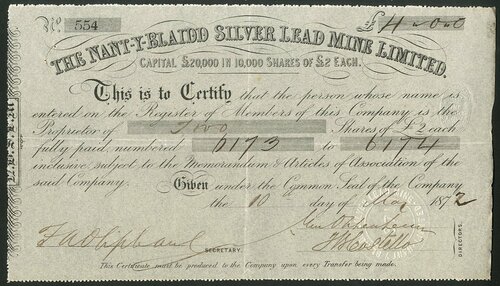 No. 554 £4-0-0
THE NANT-Y-BLAIDD SILVER LEAD MINE LIMITED.
CAPITAL £20,000 IN 10,000 SHARES OF £2 EACH.
This is to Certify that the person whose name is
entered on the Register of Members of this Company is the
Proprietor of Two Shares of £2 each
fully paid, numbered 6173 to 6174
inclusive, subject to the Memorandum & Articles of Association of the
said Company.
Given under the Common Seal of the Company
the 10th day of May 1872
SECRETARY.
DIRECTORS.
This Certificate must be produced to the Company upon every Transfer being made.